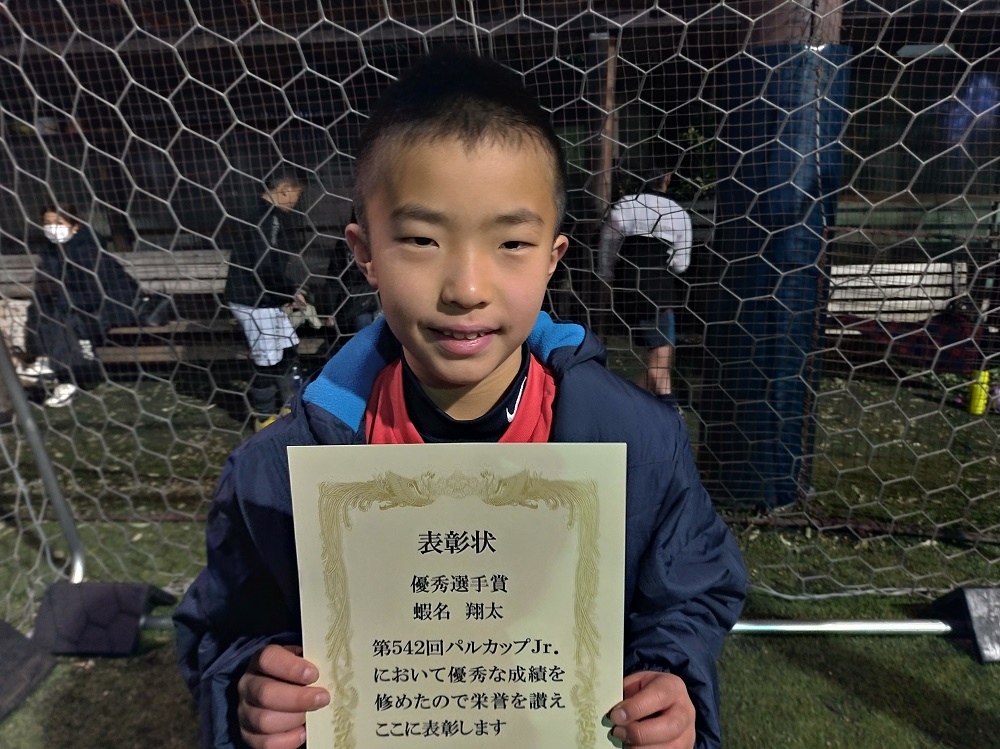 表彰状
優秀選手賞
蝦名 翔太
第542回パルカップJr.
において優秀な成績を
修めたので栄誉を讃え
ここに表彰します